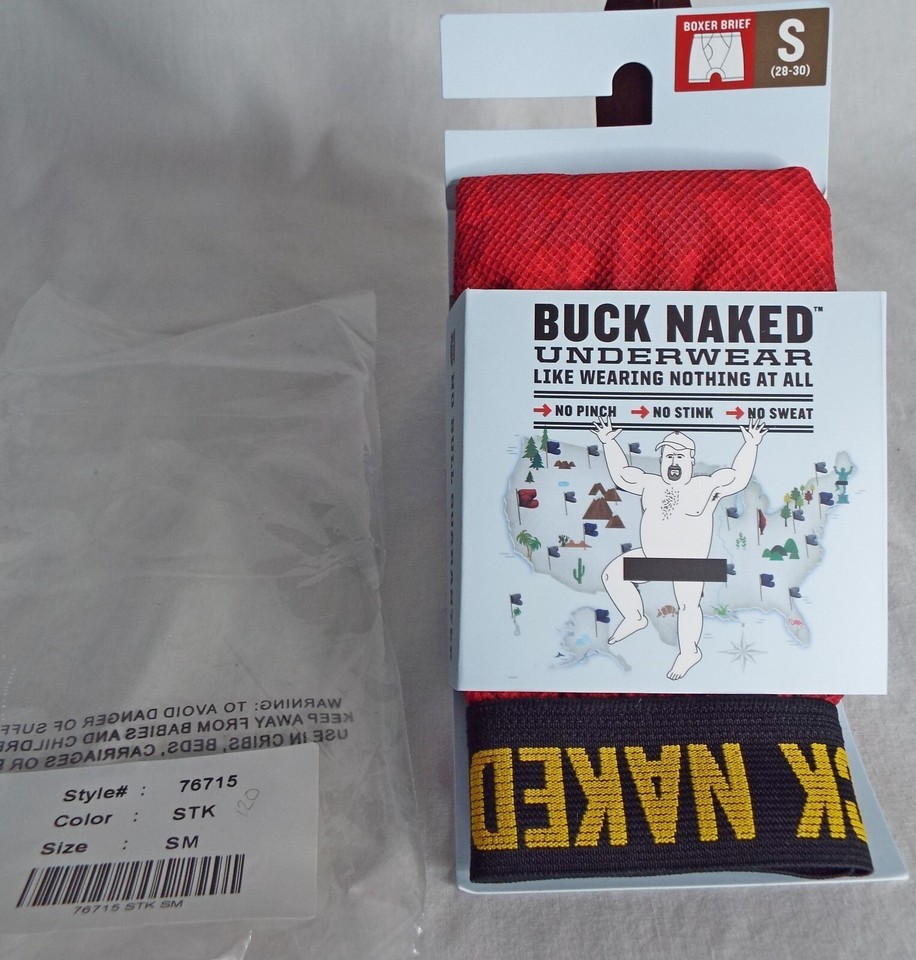 BOXER BRIEF
S
(28-30)
BUCK NAKED™
UNDERWEAR
LIKE WEARING NOTHING AT ALL
NO PINCH NO STINK NO SWEAT
NAKED
WARNING: TO AVOID DANGER OF SUFF
KEEP AWAY FROM BABIES AND CHILDRE
USE IN CRIBS, BEDS, CARRIAGES OR
Style# : 76715
Color : STK
120
Size : SM
76715 STK SM